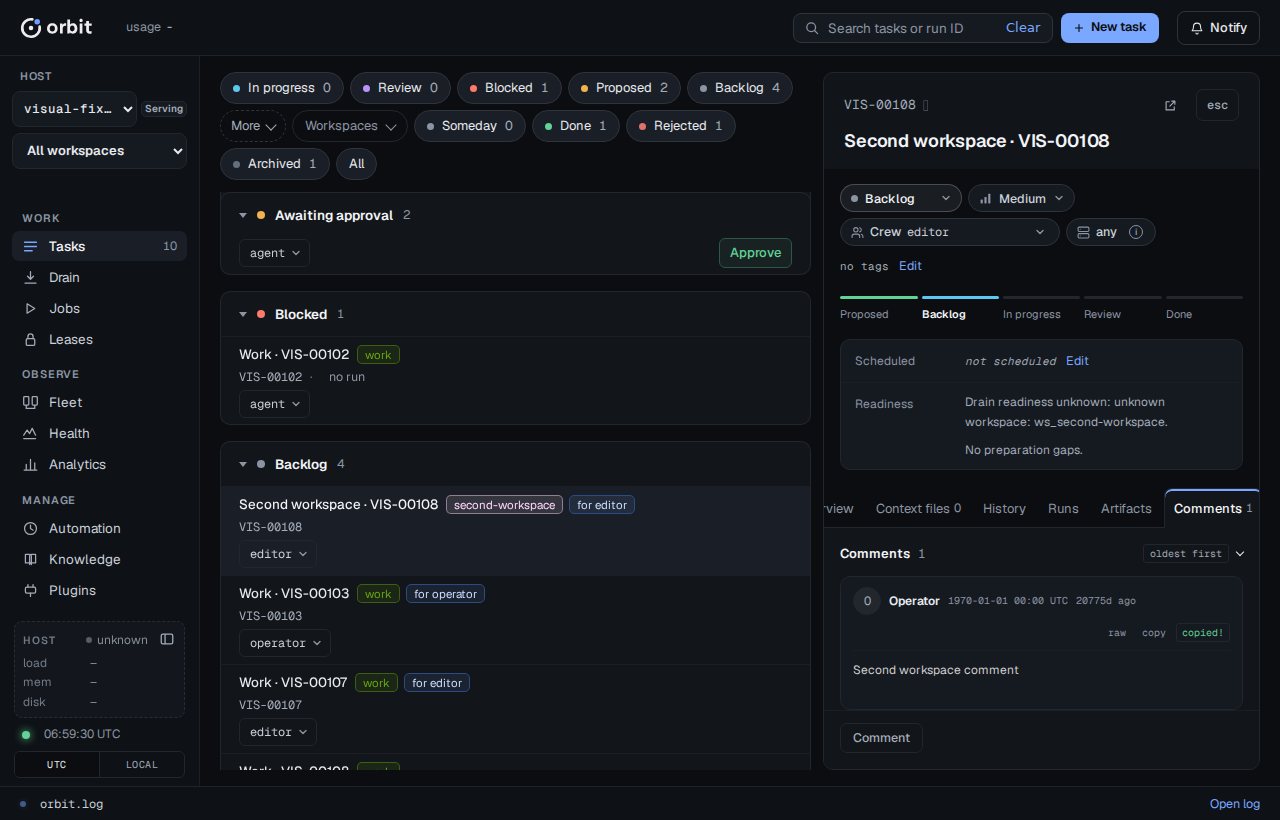 orbit
usage –
Search tasks or run ID
Clear
+ New task
Notify
HOST
visual-fix…
Serving
All workspaces
WORK
Tasks 10
Drain
Jobs
Leases
OBSERVE
Fleet
Health
Analytics
MANAGE
Automation
Knowledge
Plugins
HOST unknown
load –
mem –
disk –
06:59:30 UTC
UTC LOCAL
In progress 0
Review 0
Blocked 1
Proposed 2
Backlog 4
More
Workspaces
Someday 0
Done 1
Rejected 1
Archived 1
All
Awaiting approval 2
agent
Approve
Blocked 1
Work · VIS-00102 work
VIS-00102 · no run
agent
Backlog 4
Second workspace · VIS-00108 second-workspace for editor
VIS-00108
editor
Work · VIS-00103 work for operator
VIS-00103
operator
Work · VIS-00107 work for editor
VIS-00107
editor
Work · VIS-00108 work
VIS-00108
esc
Second workspace · VIS-00108
Backlog
Medium
Crew editor
any
no tags Edit
Proposed Backlog In progress Review Done
Scheduled not scheduled Edit
Readiness Drain readiness unknown: unknown
workspace: ws_second-workspace.
No preparation gaps.
rview Context files 0 History Runs Artifacts Comments 1
Comments 1 oldest first
O Operator 1970-01-01 00:00 UTC 20775d ago
raw copy copied!
Second workspace comment
Comment
orbit.log
Open log